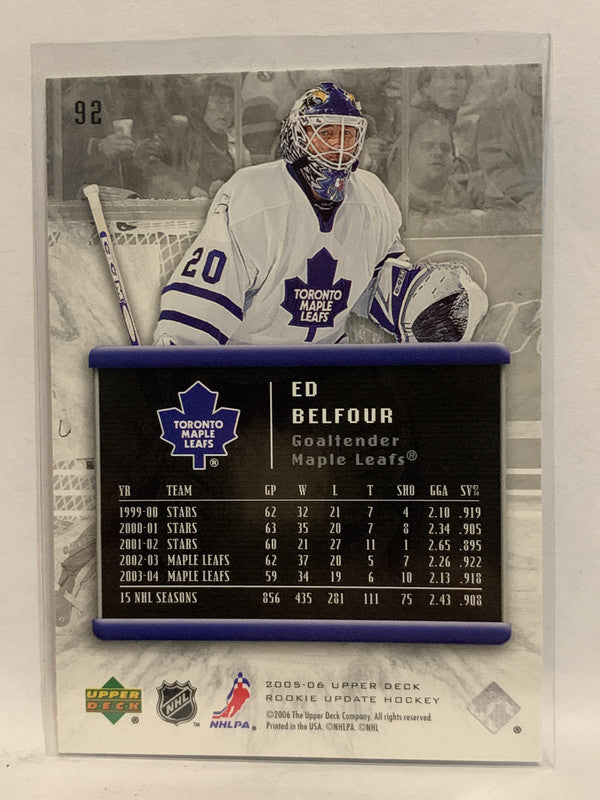 92
CCM
20
TORONTO
MAPLE
LEAFS
TORONTO
MAPLE
LEAFS
®
ED
BELFOUR
Goaltender
Maple Leafs®
YR TEAM GP W L T SHO GGA SV%
1999-00 STARS 62 32 21 7 4 2.10 .919
2000-01 STARS 63 35 20 7 8 2.34 .905
2001-02 STARS 60 21 27 11 1 2.65 .895
2002-03 MAPLE LEAFS 62 37 20 5 7 2.26 .922
2003-04 MAPLE LEAFS 59 34 19 6 10 2.13 .918
15 NHL SEASONS 856 435 281 111 75 2.43 .908
UPPER
DECK
®
NHL
™
NHLPA®
2005-06 UPPER DECK
ROOKIE UPDATE HOCKEY
©2006 The Upper Deck Company. All rights reserved.
Printed in the USA. ©NHLPA. ©NHL
®